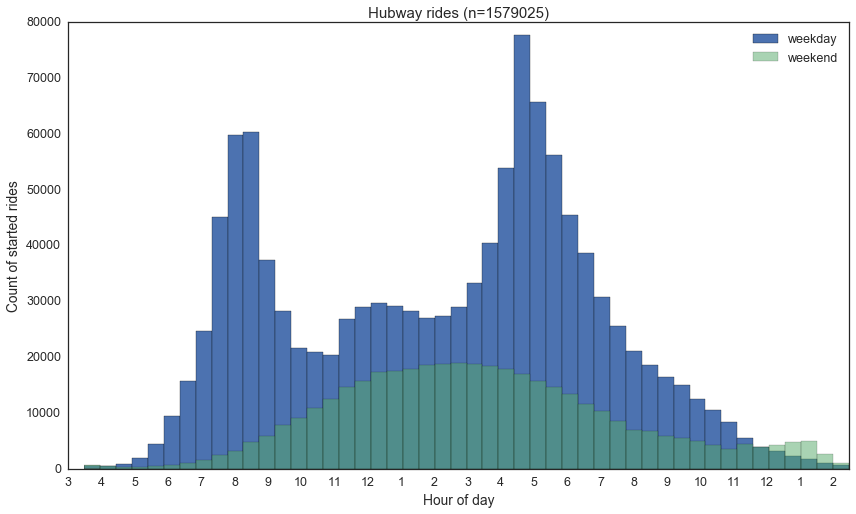 Hubway rides (n=1579025)
80000
70000
60000
50000
40000
30000
20000
10000
0
Count of started rides
weekday
weekend
3 4 5 6 7 8 9 10 11 12 1 2 3 4 5 6 7 8 9 10 11 12 1 2
Hour of day